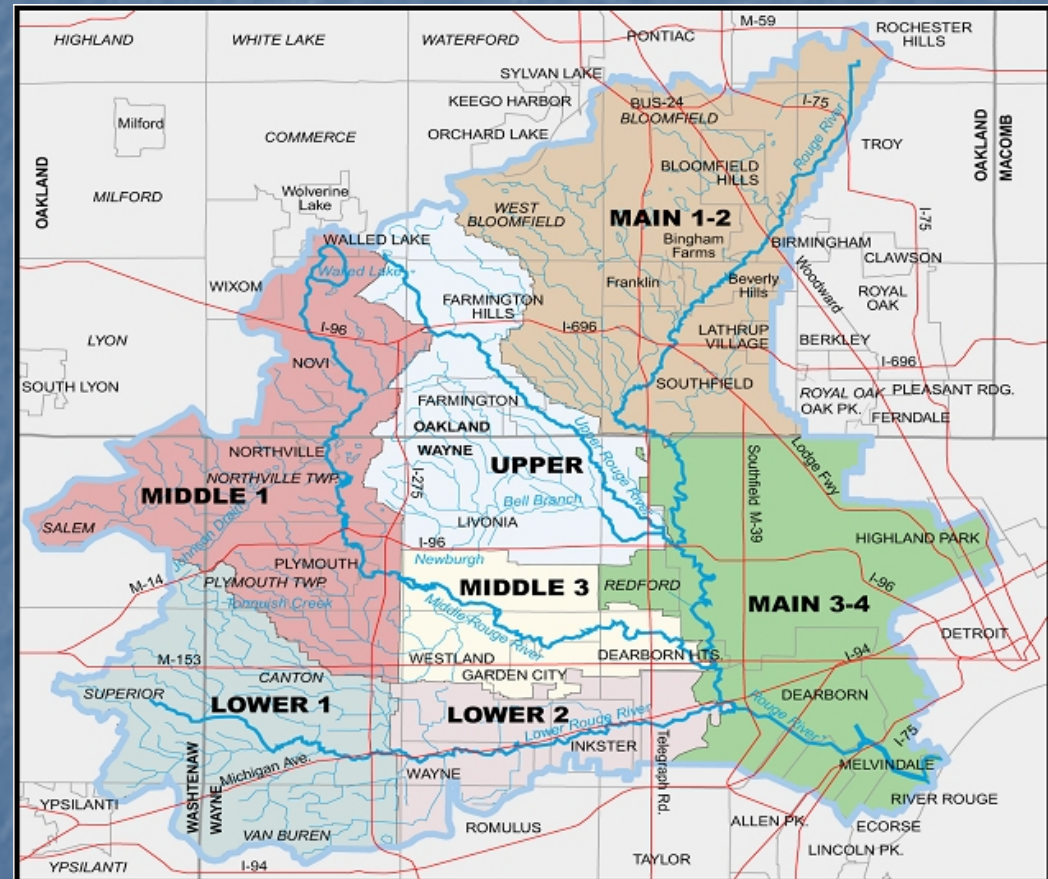 HIGHLAND
WHITE LAKE
WATERFORD
PONTIAC
M-59
ROCHESTER
HILLS
SYLVAN LAKE
KEEGO HARBOR
BUS-24
BLOOMFIELD
I-75
Milford
COMMERCE
ORCHARD LAKE
Rouge River
TROY
OAKLAND
MACOMB
OAKLAND
MILFORD
Wolverine
Lake
BLOOMFIELD
HILLS
WEST
BLOOMFIELD
MAIN 1-2
I-75
WALLED LAKE
Walled Lake
Bingham
Farms
BIRMINGHAM
CLAWSON
WIXOM
Franklin
Beverly
Hills
Woodward
ROYAL
OAK
FARMINGTON
HILLS
I-96
I-696
LATHRUP
VILLAGE
BERKLEY
LYON
NOVI
I-696
SOUTH LYON
SOUTHFIELD
ROYAL OAK
OAK PK.
PLEASANT RDG.
FERNDALE
FARMINGTON
OAKLAND
WAYNE
Upper Rouge River
Lodge Fwy
NORTHVILLE
NORTHVILLE TWP.
I-275
UPPER
Southfield M-39
MIDDLE 1
Bell Branch
SALEM
LIVONIA
I-96
HIGHLAND PARK
PLYMOUTH
Newburgh
M-14
PLYMOUTH TWP.
MIDDLE 3
REDFORD
I-96
Tonquish Creek
Middle Rouge River
MAIN 3-4
DETROIT
M-153
WESTLAND
DEARBORN HTS.
I-94
CANTON
GARDEN CITY
SUPERIOR
LOWER 1
LOWER 2
DEARBORN
Rouge River
Lower Rouge River
INKSTER
Telegraph Rd.
I-75
WASHTENAW
WAYNE
Michigan Ave.
WAYNE
MELVINDALE
YPSILANTI
RIVER ROUGE
VAN BUREN
ROMULUS
ALLEN PK.
ECORSE
YPSILANTI
I-94
TAYLOR
LINCOLN PK.